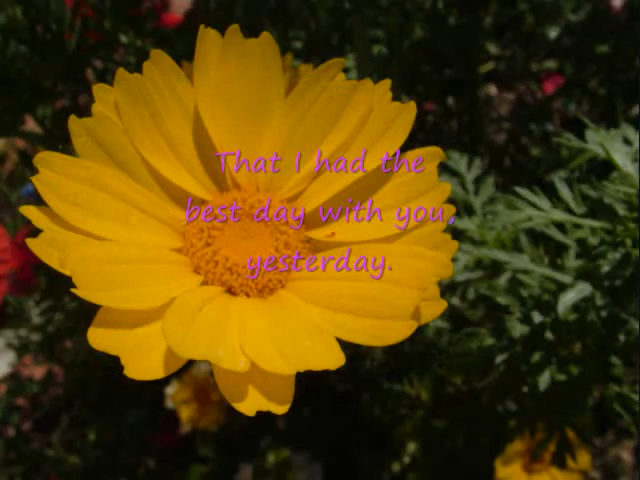 That I had the
best day with you,
yesterday.